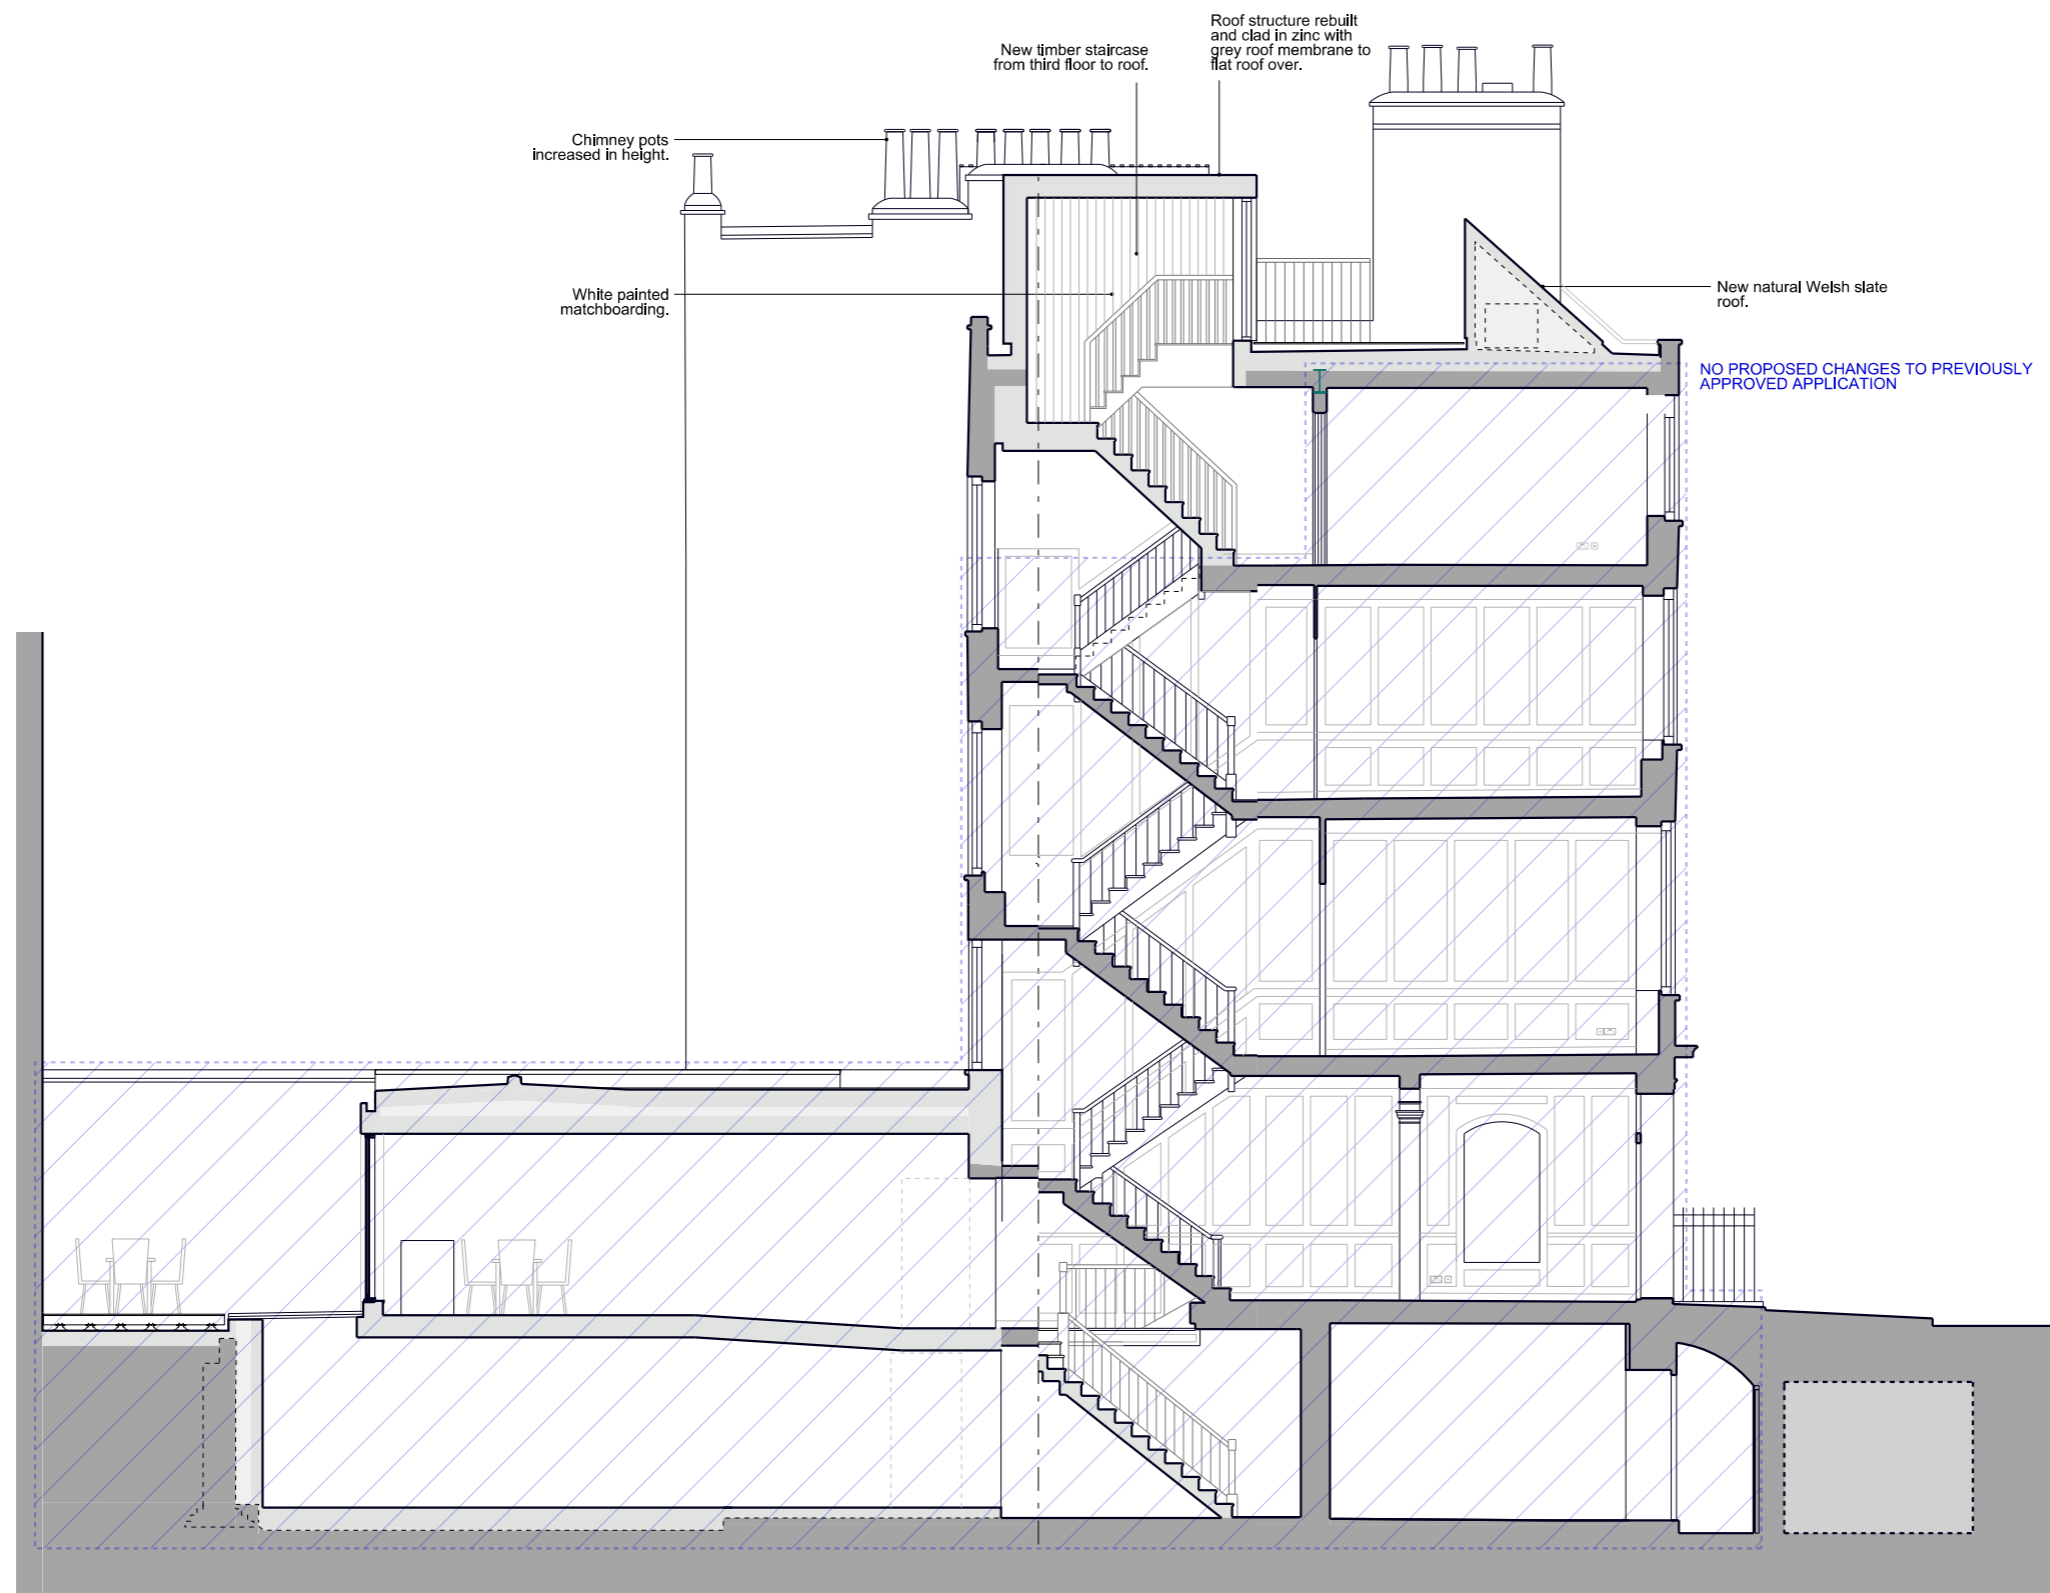 Roof structure rebuilt
and clad in zinc with
grey roof membrane to
flat roof over.
New timber staircase
from third floor to roof.
Chimney pots
increased in height.
White painted
matchboarding.
New natural Welsh slate
roof.
NO PROPOSED CHANGES TO PREVIOUSLY
APPROVED APPLICATION